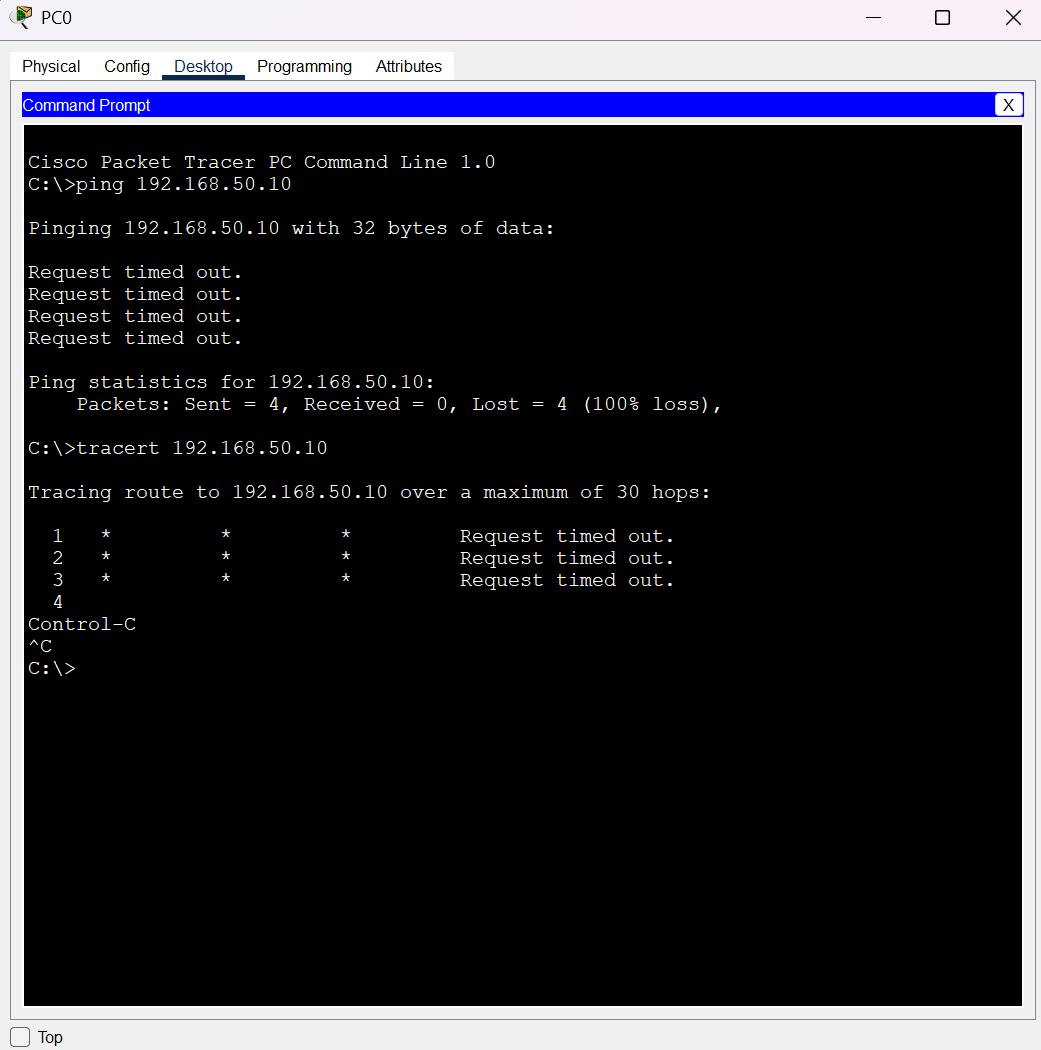 PC0
Physical Config Desktop Programming Attributes
Command Prompt
X
Cisco Packet Tracer PC Command Line 1.0
C:\>ping 192.168.50.10
Pinging 192.168.50.10 with 32 bytes of data:
Request timed out.
Request timed out.
Request timed out.
Request timed out.
Ping statistics for 192.168.50.10:
    Packets: Sent = 4, Received = 0, Lost = 4 (100% loss),
C:\>tracert 192.168.50.10
Tracing route to 192.168.50.10 over a maximum of 30 hops:
  1   *         *         *         Request timed out.
  2   *         *         *         Request timed out.
  3   *         *         *         Request timed out.
  4
Control-C
^C
C:\>
Top